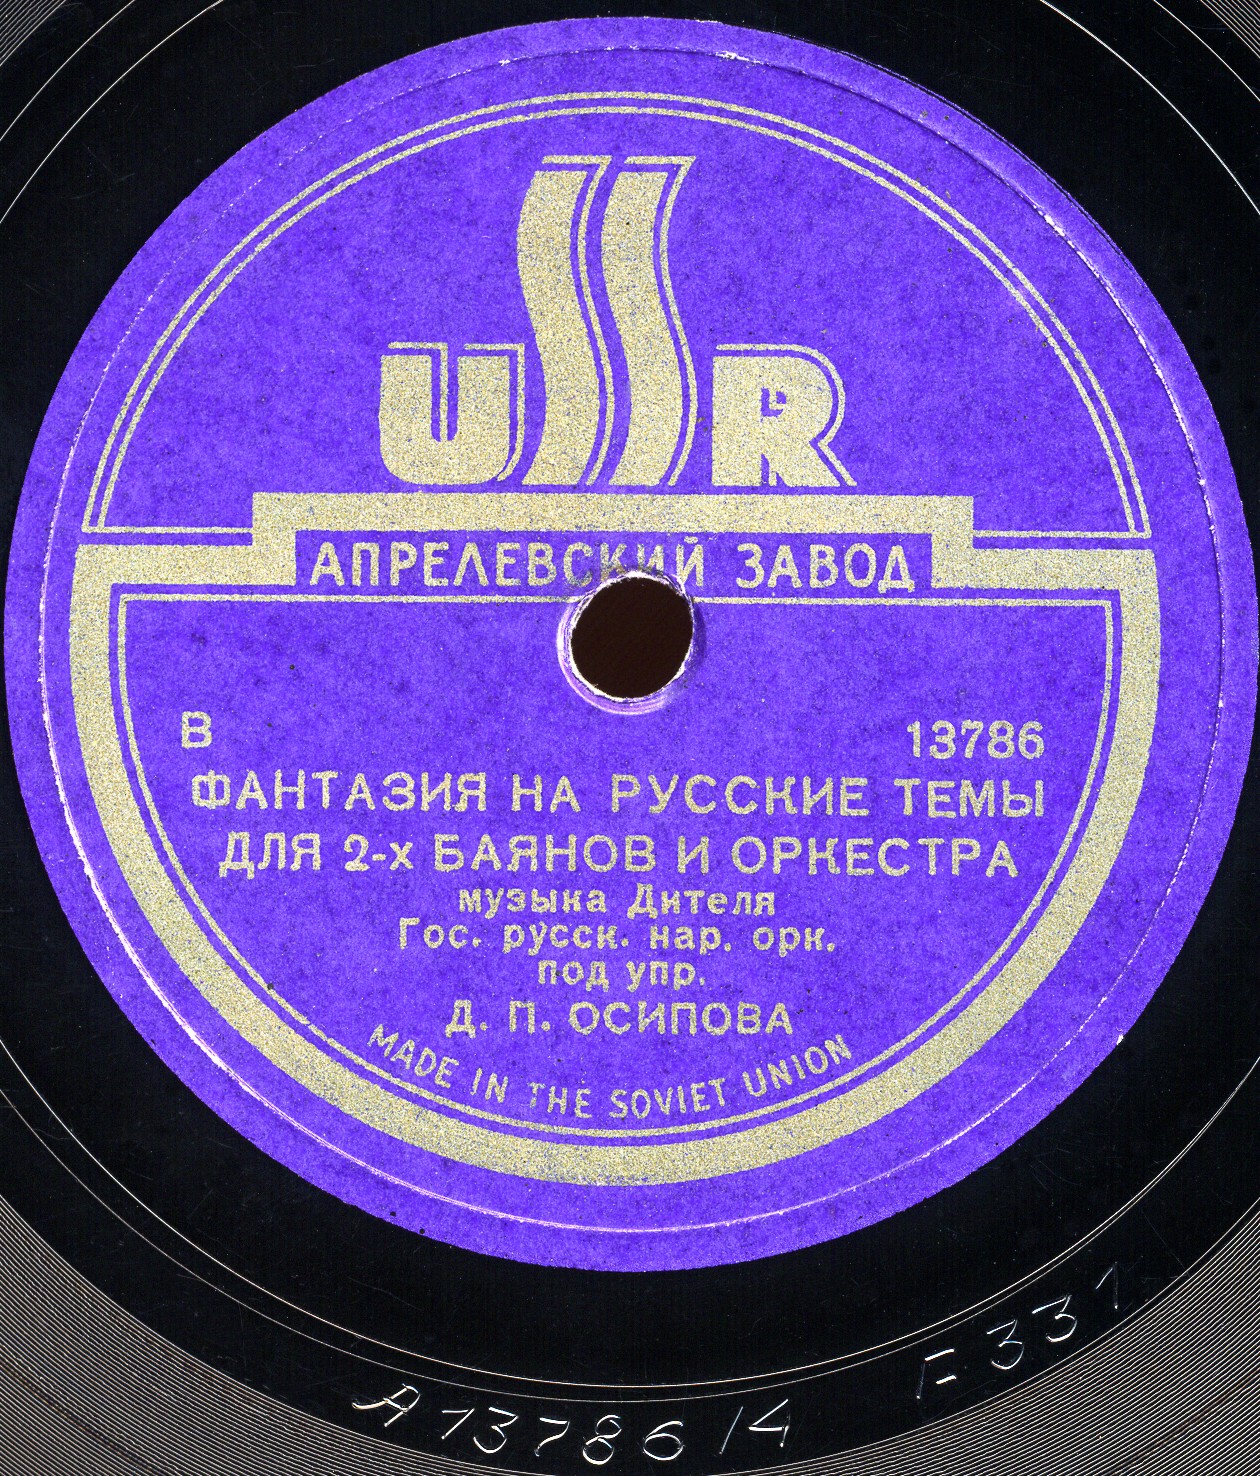 USSR
АПРЕЛЕВСКИЙ ЗАВОД
В 13786
ФАНТАЗИЯ НА РУССКИЕ ТЕМЫ
ДЛЯ 2-х БАЯНОВ И ОРКЕСТРА
музыка Дителя
Гос. русск. нар. орк.
под упр.
Д. П. ОСИПОВА
MADE IN THE SOVIET UNION
A 13786/4 F 331